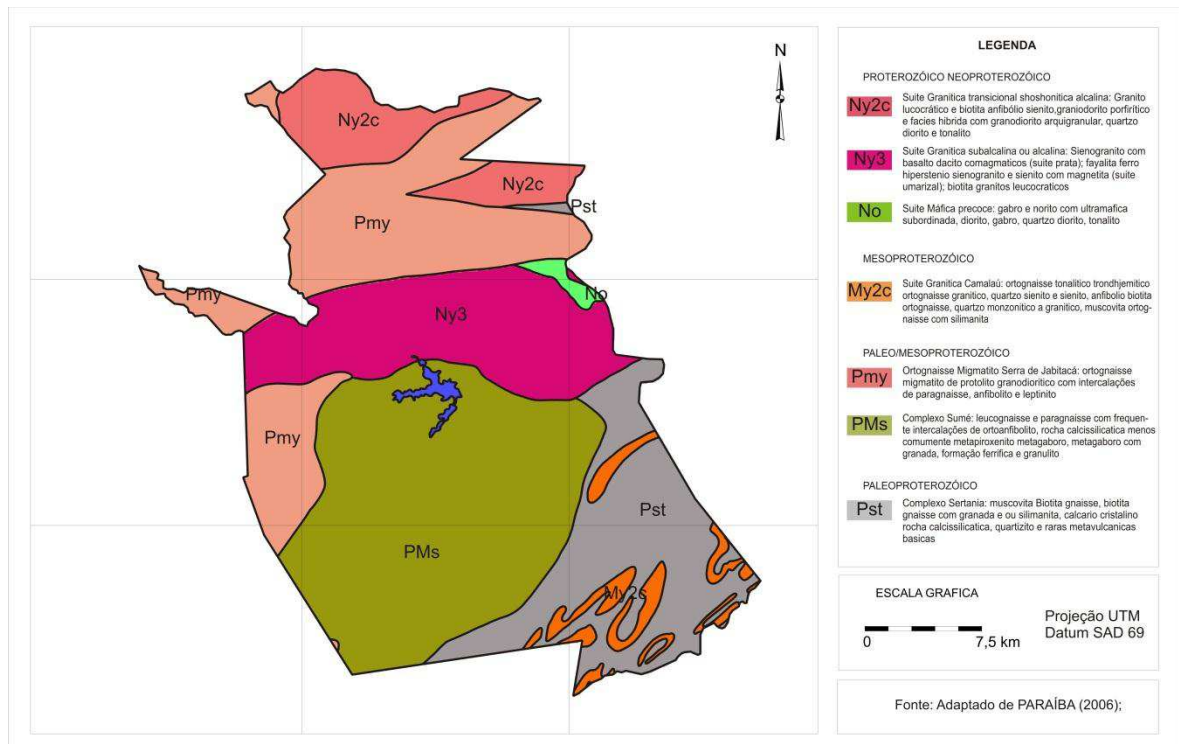 N
Ny2c
Ny2c
Pst
Pmy
Pmy
No
Ny3
Pmy
Pst
PMs
My2c
LEGENDA
PROTEROZÓICO NEOPROTEROZÓICO
Ny2c
Suite Granitica transicional shoshonitica alcalina: Granito
lucocrático e biotita anfibólio sienito,graniodiorito porfirítico
e facies hibrida com granodiorito arquigranular, quartzo
diorito e tonalito
Ny3
Suite Granitica subalcalina ou alcalina: Sienogranito com
basalto dacito comagmaticos (suite prata); fayalita ferro
hiperstenio sienogranito e sienito com magnetita (suite
umarizal); biotita granitos leucocraticos
No
Suite Máfica precoce: gabro e norito com ultramafica
subordinada, diorito, gabro, quartzo diorito, tonalito
MESOPROTEROZÓICO
My2c
Suite Granitica Camalaú: ortognaisse tonalitico trondhjemitico
ortognaisse granitico, quartzo sienito e sienito, anfibolio biotita
ortognaisse, quartzo monzonitico a granitico, muscovita ortog-
naisse com silimanita
PALEO/MESOPROTEROZÓICO
Pmy
Ortognaisse Migmatito Serra de Jabitacá: ortognaisse
migmatito de protolito granodioritico com intercalações
de paragnaisse, anfibolito e leptinito
PMs
Complexo Sumé: leucognaisse e paragnaisse com frequen-
te intercalações de ortoanfibolito, rocha calcissilicatica menos
comumente metapiroxenito metagaboro, metagaboro com
granada, formação ferrifica e granulito
PALEOPROTEROZÓICO
Pst
Complexo Sertania: muscovita Biotita gnaisse, biotita
gnaisse com granada e ou silimanita, calcario cristalino
rocha calcissilicatica, quartizito e raras metavulcanicas
basicas
ESCALA GRAFICA
0 7,5 km
Projeção UTM
Datum SAD 69
Fonte: Adaptado de PARAÍBA (2006);